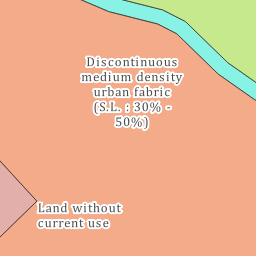 Discontinuous
medium density
urban fabric
(S.L. : 30% -
50%)
Land without
current use